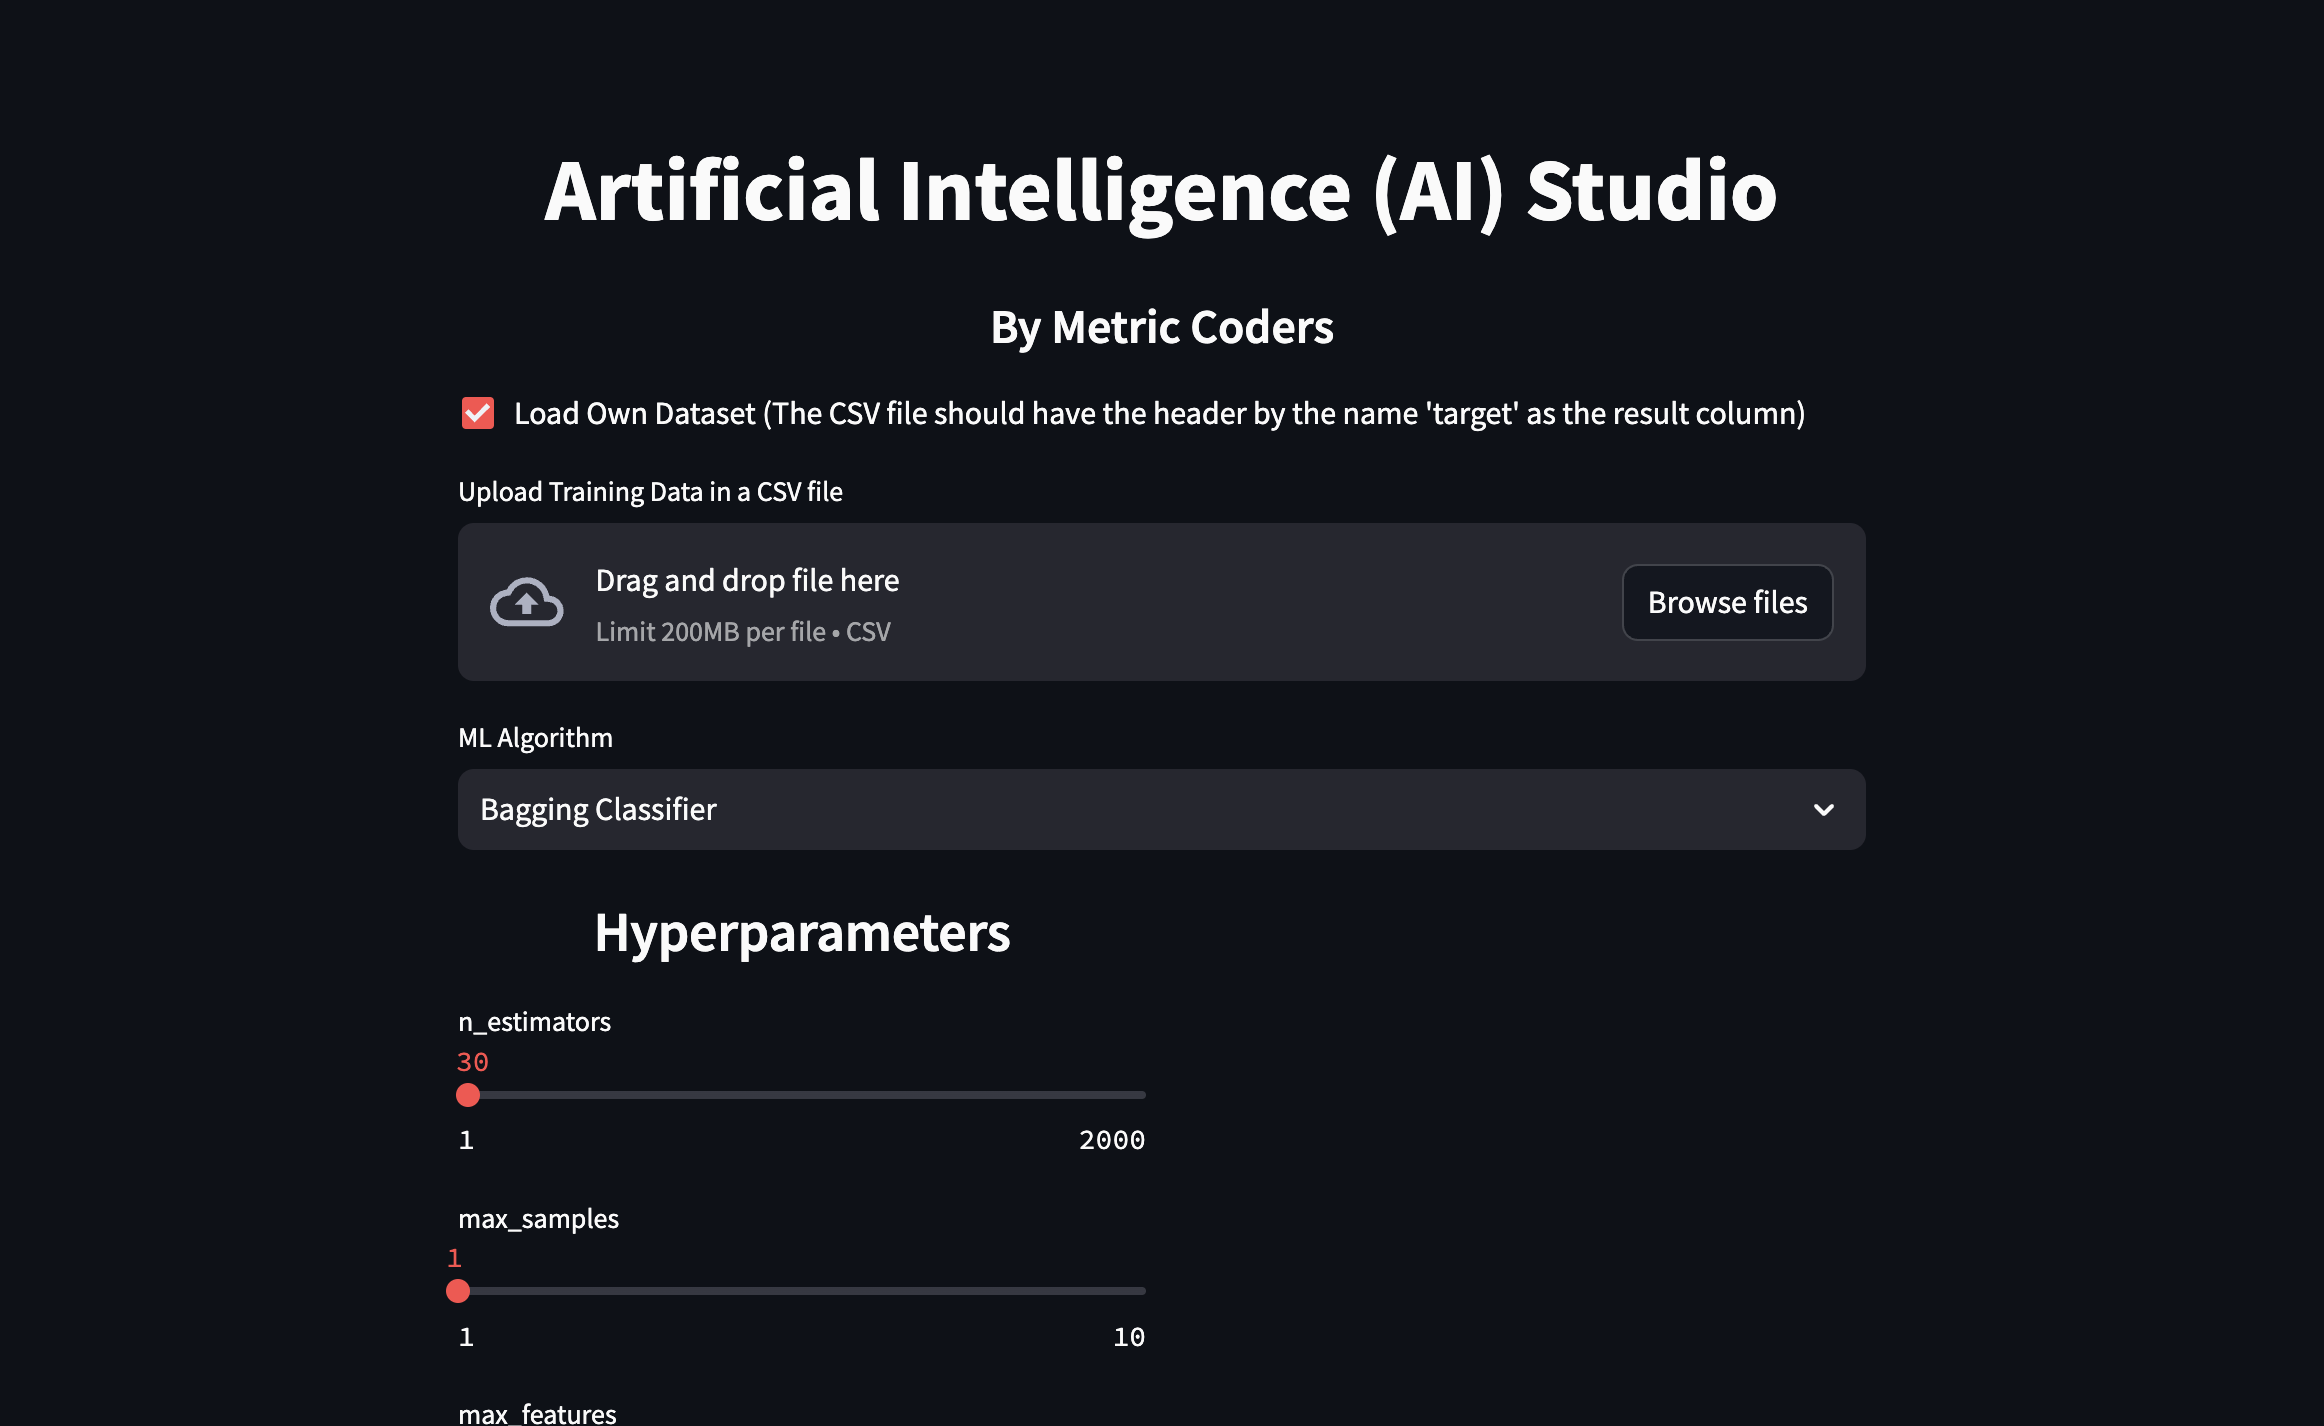 Artificial Intelligence (AI) Studio
By Metric Coders
Load Own Dataset (The CSV file should have the header by the name 'target' as the result column)
Upload Training Data in a CSV file
Drag and drop file here
Limit 200MB per file • CSV
Browse files
ML Algorithm
Bagging Classifier
Hyperparameters
n_estimators
30
1 2000
max_samples
1
1 10
max_features